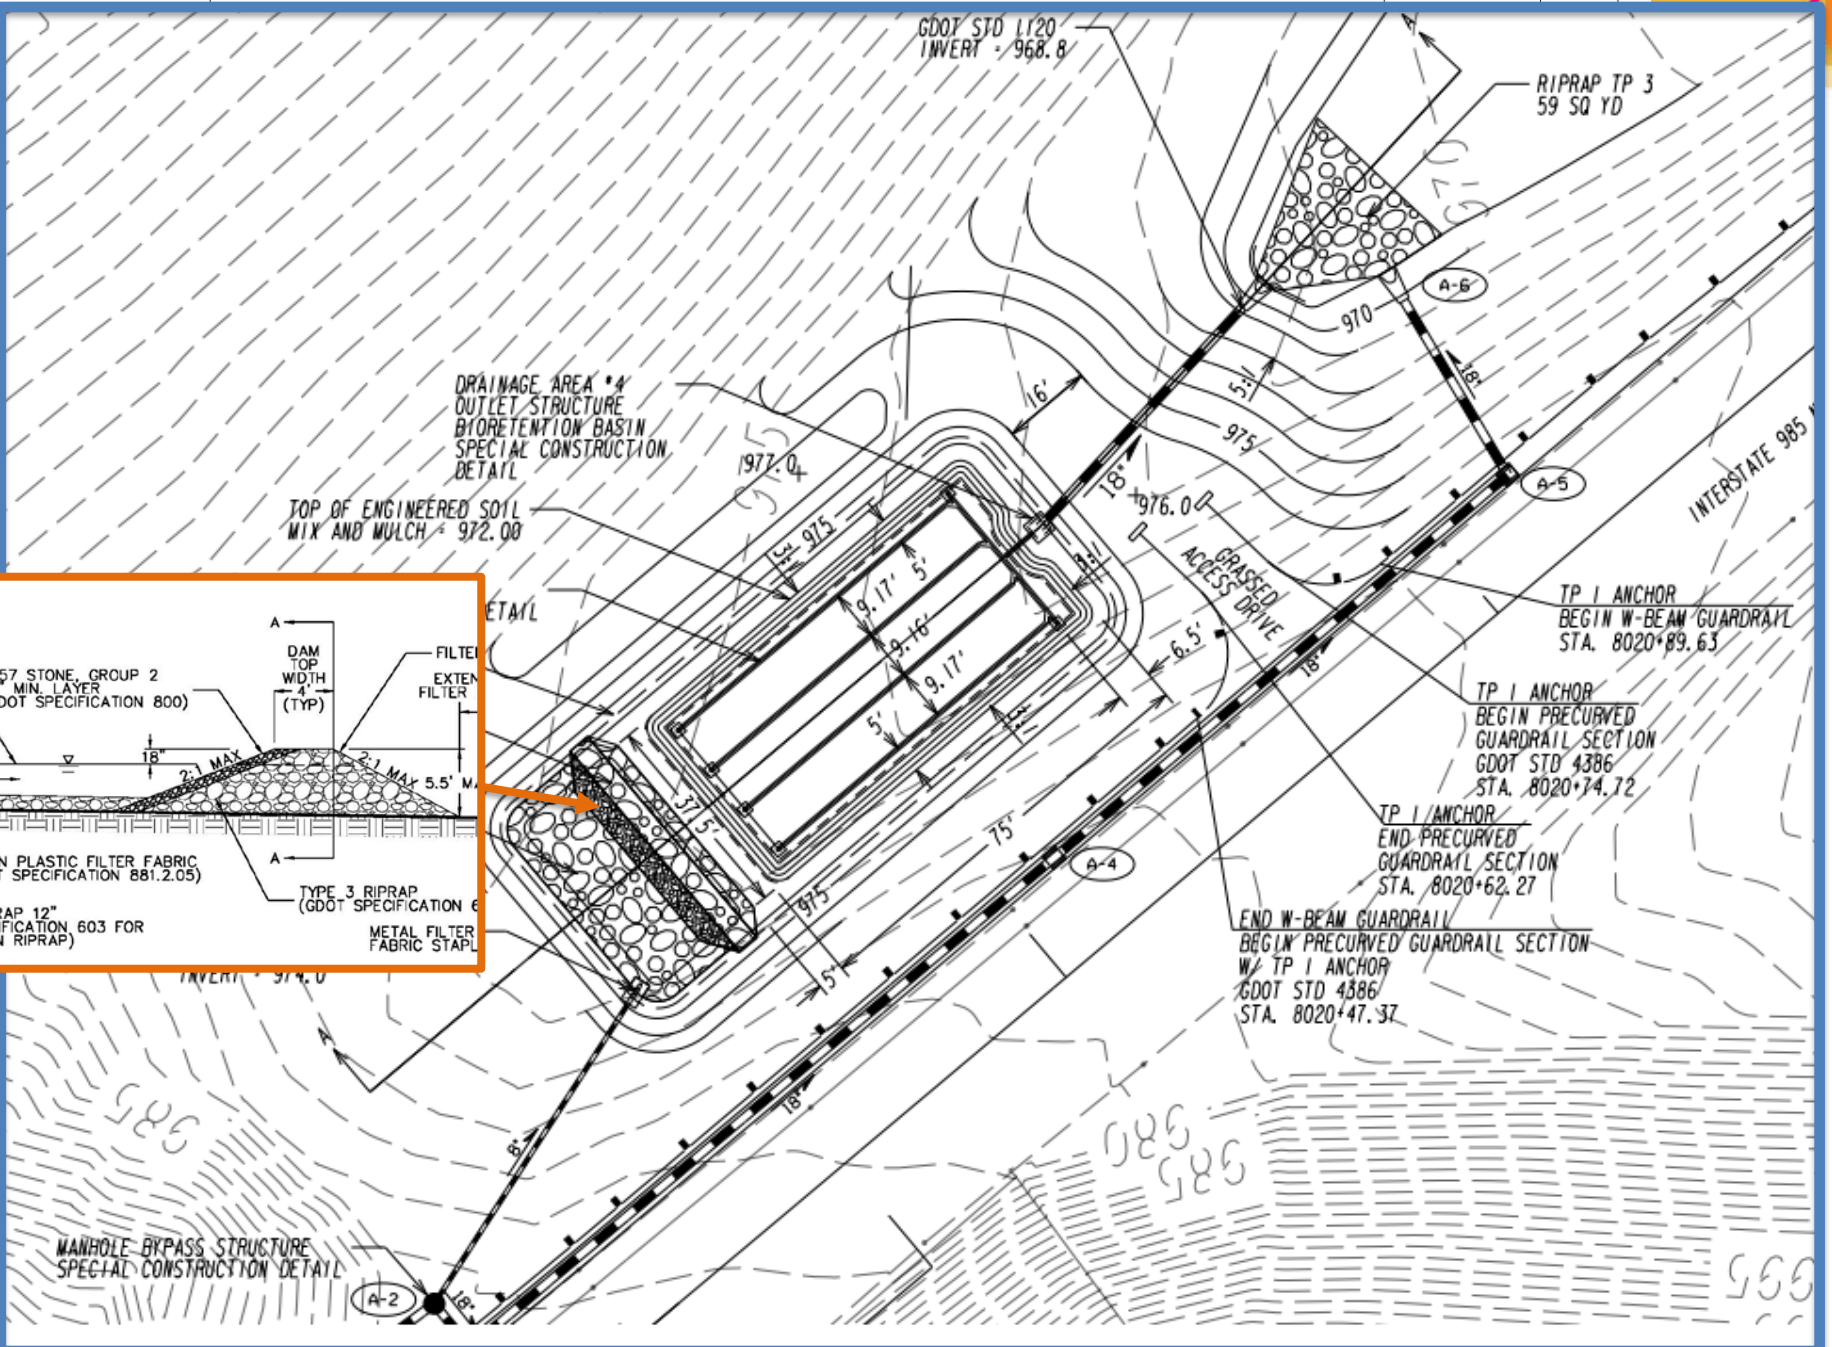 GDOT STD 1120
INVERT = 968.8
RIPRAP TP 3
59 SQ YD
A
970
A-6
970
18"
5:1
16'
975
DRAINAGE AREA #4
OUTLET STRUCTURE
BIORETENTION BASIN
SPECIAL CONSTRUCTION
DETAIL
975
977.0
18"
976.0
A-5
INTERSTATE 985
TOP OF ENGINEERED SOIL
MIX AND MULCH = 972.00
975
3:1
5'
9.17'
9.16'
9.17'
5'
3:1
GRASSED
ACCESS DRIVE
6.5'
18"
TP 1 ANCHOR
BEGIN W-BEAM GUARDRAIL
STA. 8020+89.63
TP 1 ANCHOR
BEGIN PRECURVED
GUARDRAIL SECTION
GDOT STD 4386
STA. 8020+74.72
TP 1 ANCHOR
END PRECURVED
GUARDRAIL SECTION
STA. 8020+62.27
END W-BEAM GUARDRAIL
BEGIN PRECURVED GUARDRAIL SECTION
W/ TP 1 ANCHOR
GDOT STD 4386
STA. 8020+47.37
ETAIL
A
DAM
TOP
WIDTH
4'
(TYP)
FILTE
EXTEN
FILTER
57 STONE, GROUP 2
MIN. LAYER
DOT SPECIFICATION 800)
18"
2:1 MAX
2:1 MAX
5.5' M
A
N PLASTIC FILTER FABRIC
T SPECIFICATION 881.2.05)
TYPE 3 RIPRAP
(GDOT SPECIFICATION 6
RAP 12"
IFICATION 603 FOR
N RIPRAP)
METAL FILTER
FABRIC STAPL
INVERT = 974.0
37.5'
75'
A-4
975
5'
A
985
8"
18"
980
985
995
MANHOLE BYPASS STRUCTURE
SPECIAL CONSTRUCTION DETAIL
A-2
18"